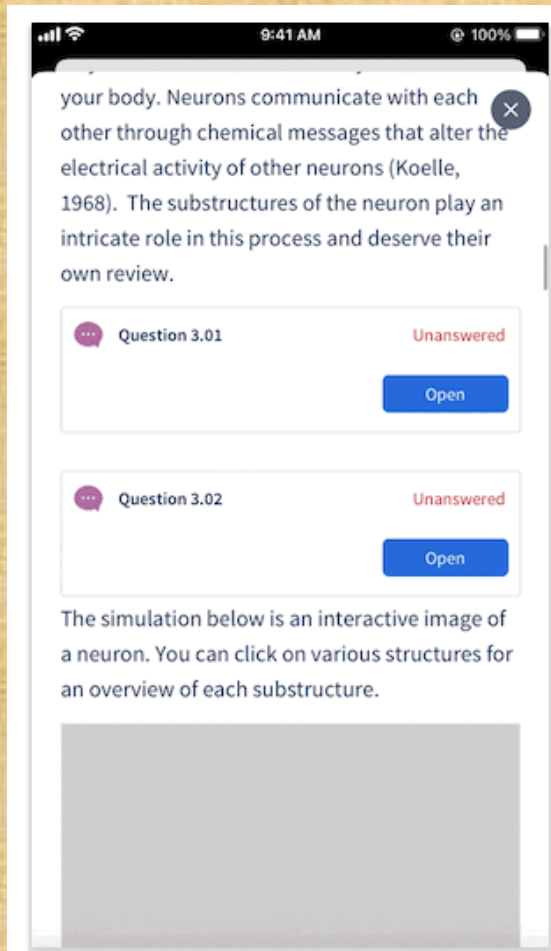 9:41 AM 100%
your body. Neurons communicate with each
other through chemical messages that alter the
electrical activity of other neurons (Koelle,
1968). The substructures of the neuron play an
intricate role in this process and deserve their
own review.
Question 3.01 Unanswered
Open
Question 3.02 Unanswered
Open
The simulation below is an interactive image of
a neuron. You can click on various structures for
an overview of each substructure.